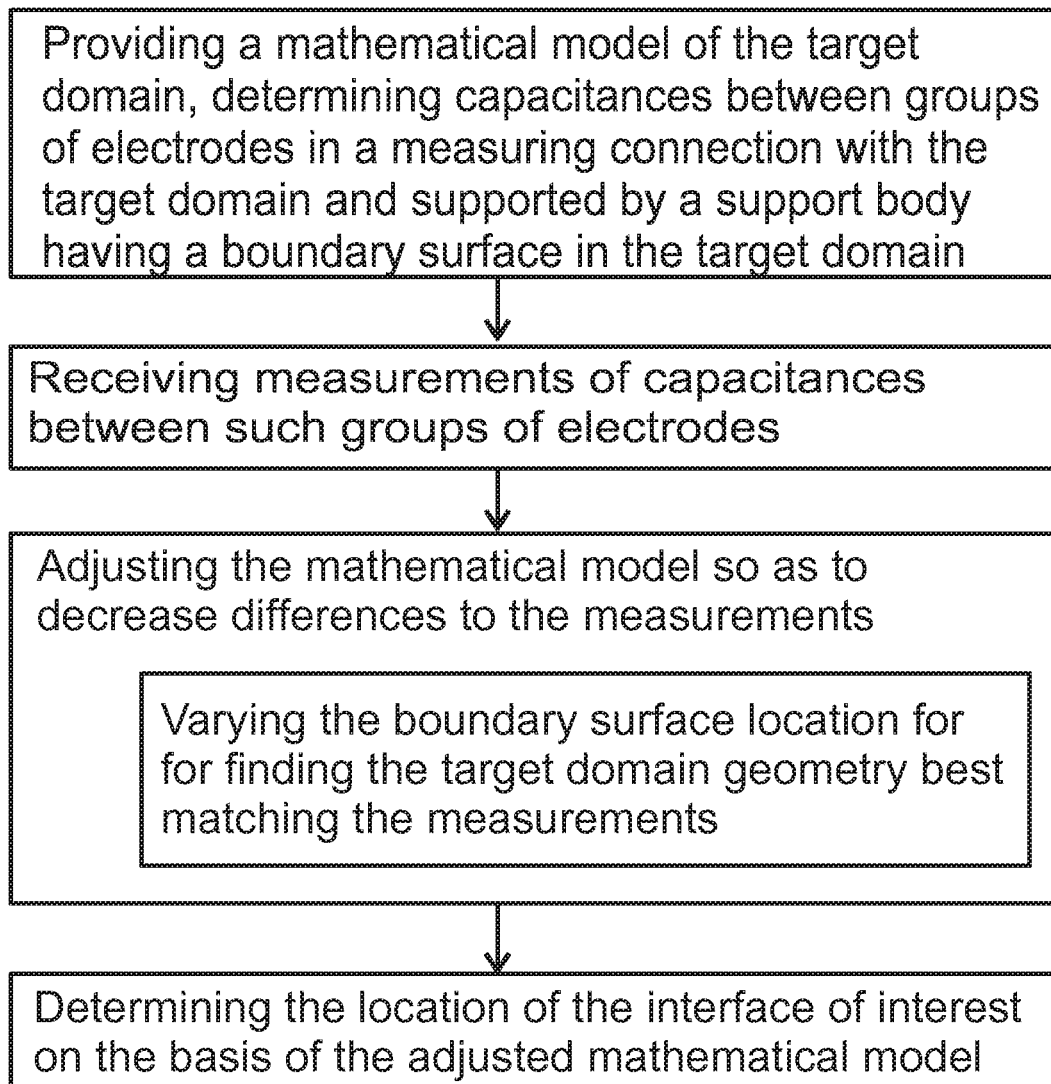 Providing a mathematical model of the target
domain, determining capacitances between groups
of electrodes in a measuring connection with the
target domain and supported by a support body
having a boundary surface in the target domain
Receiving measurements of capacitances
between such groups of electrodes
Adjusting the mathematical model so as to
decrease differences to the measurements
Varying the boundary surface location for
for finding the target domain geometry best
matching the measurements
Determining the location of the interface of interest
on the basis of the adjusted mathematical model